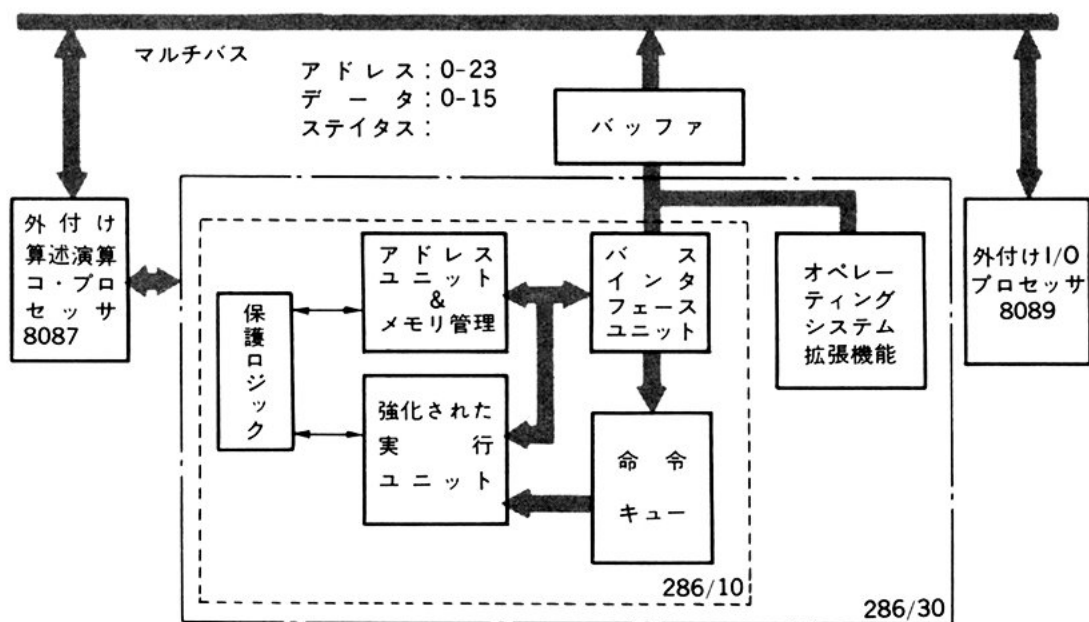 マルチバス
アドレス:0-23
データ:0-15
ステイタス:
バッファ
外付け
算述演算
コ・プロ
セッサ
8087
アドレス
ユニット
&
メモリ管理
バス
インタ
フェース
ユニット
オペレー
ティング
システム
拡張機能
外付けI/O
プロセッサ
8089
保護ロジック
強化された
実行
ユニット
命令
キュー
286/10
286/30